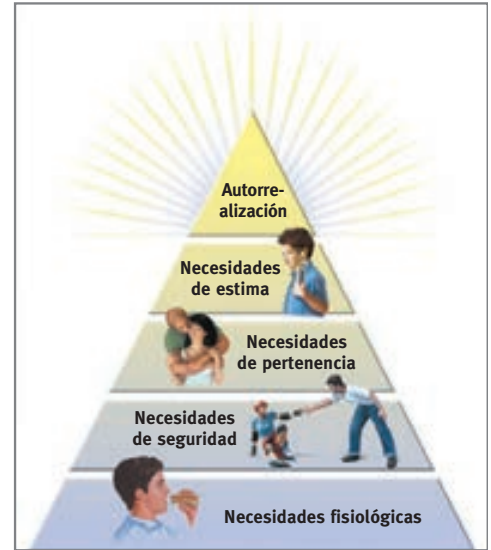 Autorre-
alización
Necesidades
de estima
Necesidades
de pertenencia
Necesidades
de seguridad
Necesidades fisiológicas